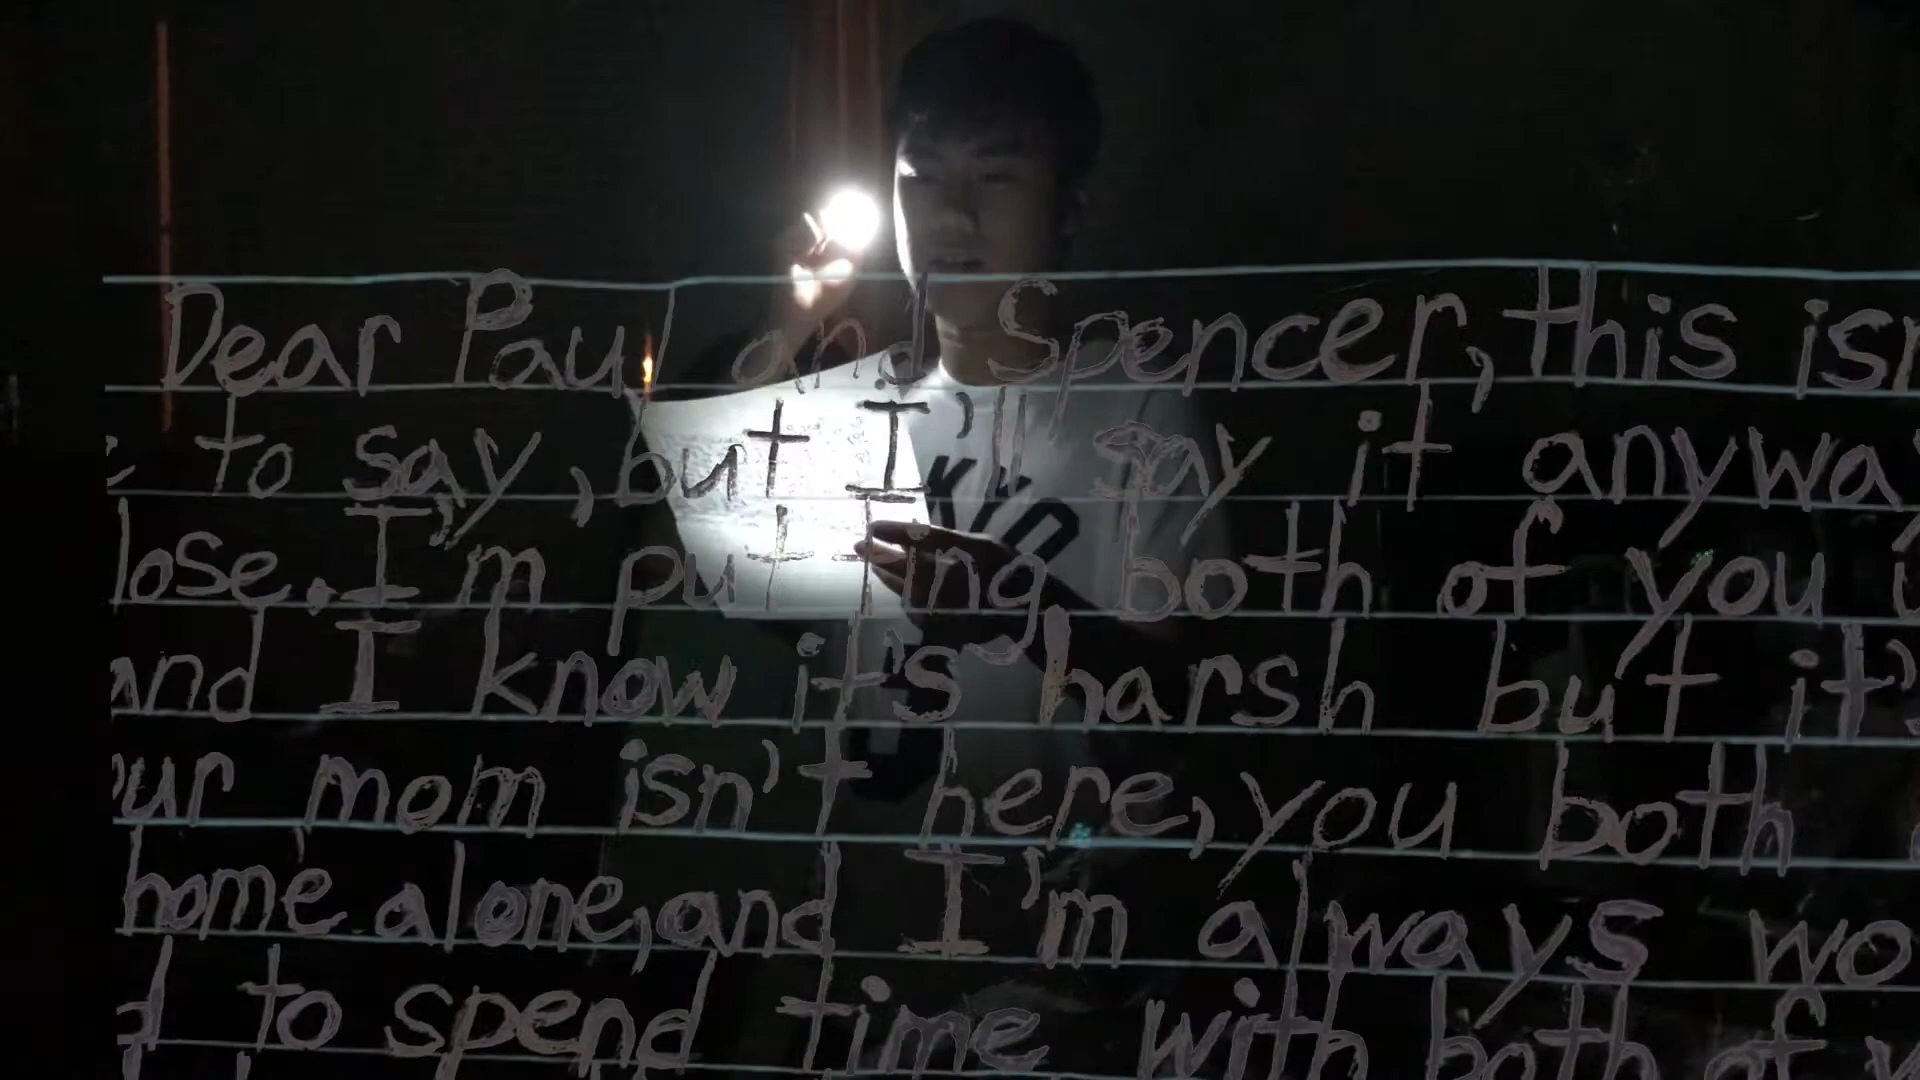 Dear Paul and Spencer, this isn
to say, but I'll say it anyway
lose. I'm putting both of you
and I know it's harsh but it's
ur mom isn't here, you both
home alone, and I'm always wo
d to spend time with both of y
KYO